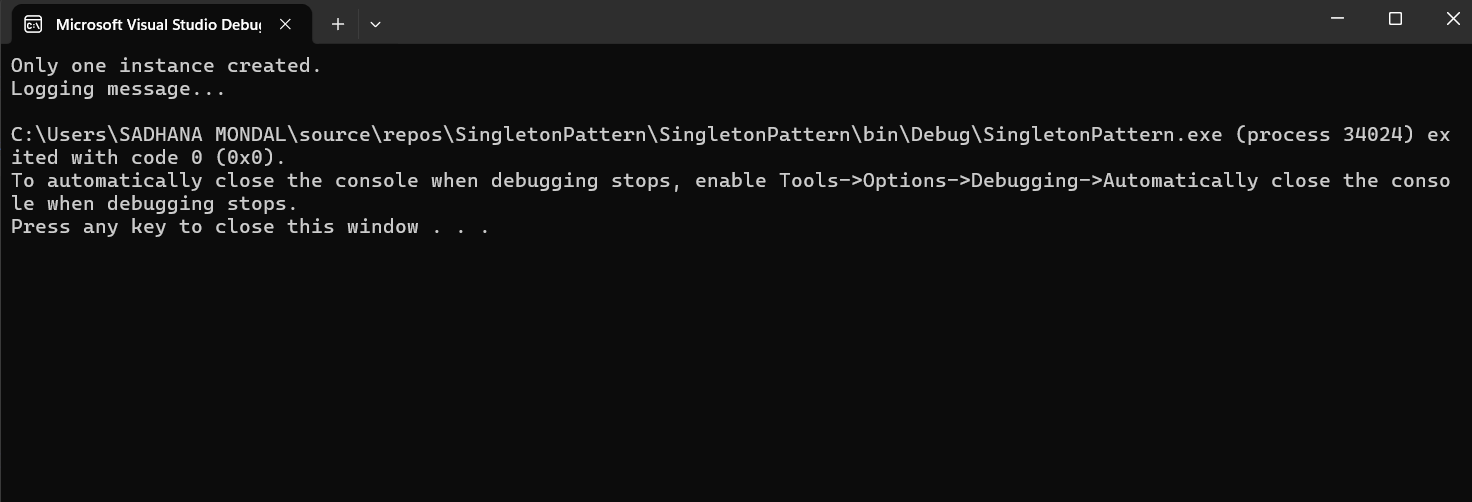 Microsoft Visual Studio Debug
Only one instance created.
Logging message...
C:\Users\SADHANA MONDAL\source\repos\SingletonPattern\SingletonPattern\bin\Debug\SingletonPattern.exe (process 34024) ex
ited with code 0 (0x0).
To automatically close the console when debugging stops, enable Tools->Options->Debugging->Automatically close the conso
le when debugging stops.
Press any key to close this window . . .